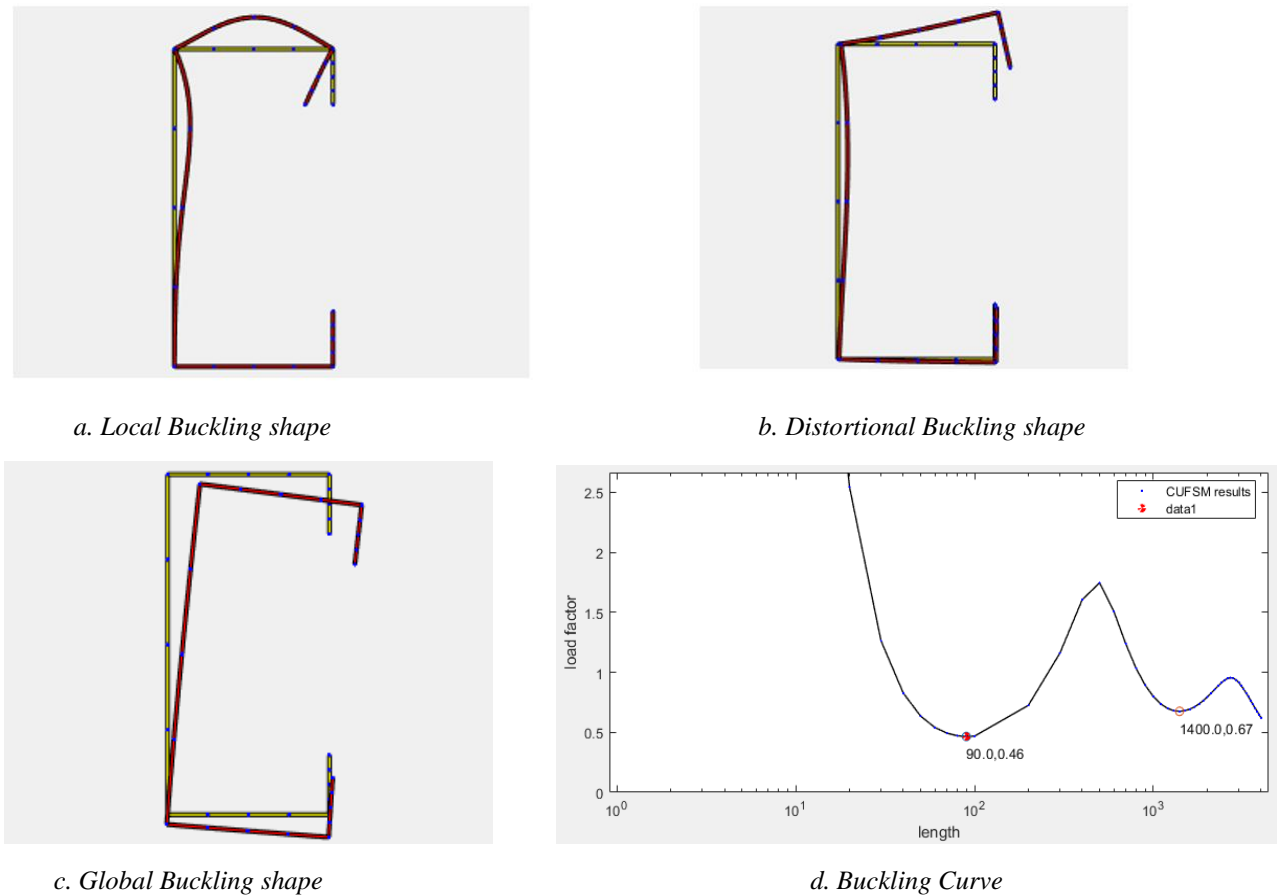 a. Local Buckling shape
b. Distortional Buckling shape
c. Global Buckling shape
2.5
2
1.5
1
0.5
0
load factor
10^0
10^1
10^2
10^3
length
CUFSM results
data1
90.0,0.46
1400.0,0.67
d. Buckling Curve